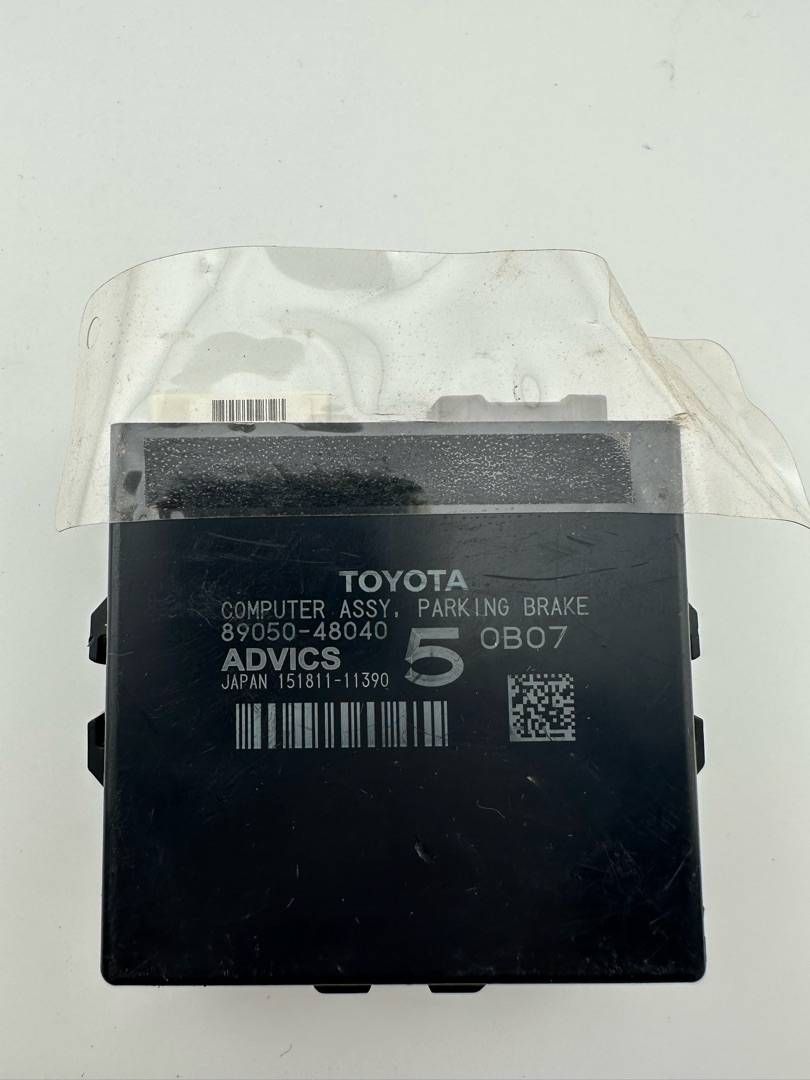 TOYOTA
COMPUTER ASSY, PARKING BRAKE
89050-48040
5
0B07
ADVICS
JAPAN 151811-11390